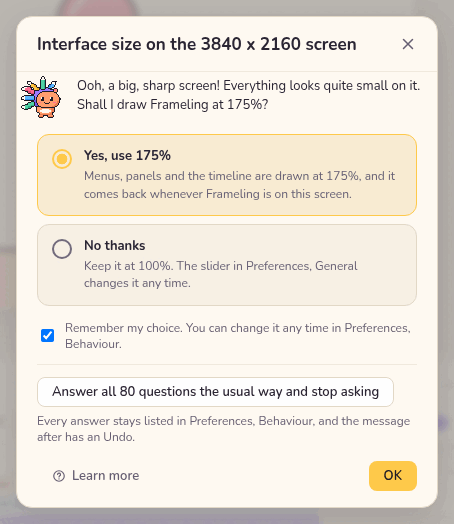 Interface size on the 3840 x 2160 screen
Ooh, a big, sharp screen! Everything looks quite small on it.
Shall I draw Frameling at 175%?
Yes, use 175%
Menus, panels and the timeline are drawn at 175%, and it
comes back whenever Frameling is on this screen.
No thanks
Keep it at 100%. The slider in Preferences, General
changes it any time.
Remember my choice. You can change it any time in Preferences,
Behaviour.
Answer all 80 questions the usual way and stop asking
Every answer stays listed in Preferences, Behaviour, and the message
after has an Undo.
Learn more
OK